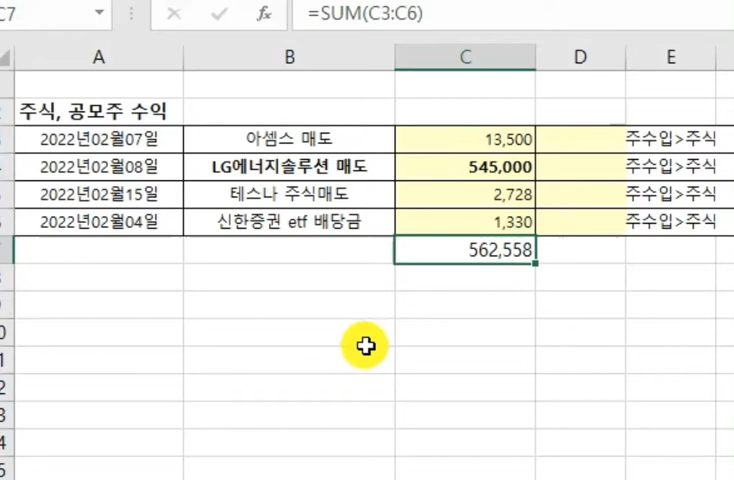 C7 fx =SUM(C3:C6)
A B C D E
주식, 공모주 수익
2022년02월07일 아셈스 매도 13,500 주수입>주식
2022년02월08일 LG에너지솔루션 매도 545,000 주수입>주식
2022년02월15일 테스나 주식매도 2,728 주수입>주식
2022년02월04일 신한증권 etf 배당금 1,330 주수입>주식
562,558